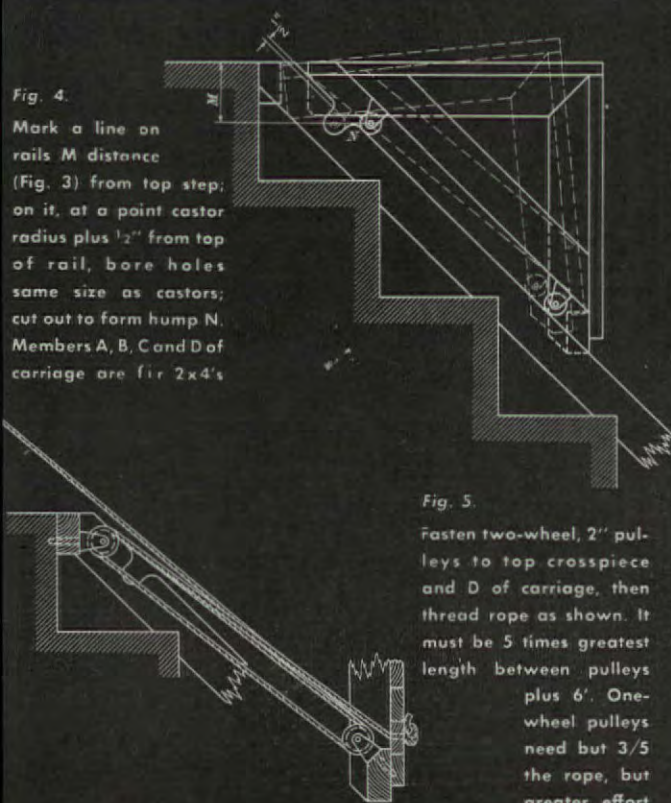 1/2"
M
N
Fig. 4.
Mark a line on
rails M distance
(Fig. 3) from top step;
on it, at a point castor
radius plus 1/2" from top
of rail, bore holes
same size as castors;
cut out to form hump N.
Members A, B, C and D of
carriage are fir 2x4's
Fig. 5.
Fasten two-wheel, 2" pul-
leys to top crosspiece
and D of carriage, then
thread rope as shown. It
must be 5 times greatest
length between pulleys
plus 6'. One-
wheel pulleys
need but 3/5
the rope, but
greater effort